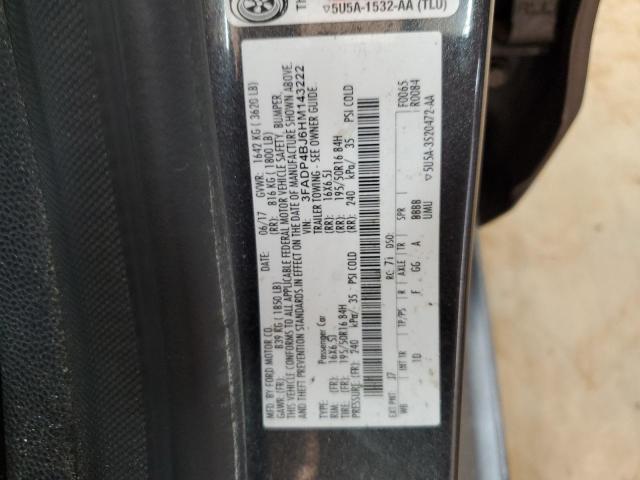 5U5A-1532-AA (TLU)
MFD. BY FORD MOTOR CO.
DATE: 06/17 GVWR: 1642 KG ( 3620 LB)
GAWR: (FR): 839 KG (1850 LB) (RR): 816 KG (1800 LB)
THIS VEHICLE CONFORMS TO ALL APPLICABLE FEDERAL MOTOR VEHICLE SAFETY, BUMPER,
AND THEFT PREVENTION STANDARDS IN EFFECT ON THE DATE OF MANUFACTURE SHOWN ABOVE.
VIN: 3FADP4BJ6HM143222
TYPE: Passenger Car TRAILER TOWING - SEE OWNER GUIDE.
RIM: (FR): 16X6.5J (RR): 16X6.5J
TIRE: (FR): 195/50R16 84H (RR): 195/50R16 84H
PRESSURE: (FR): 240 kPa/ 35 PSI COLD (RR): 240 kPa/ 35 PSI COLD
F0065
R0084
EXT PNT: J7 RC: 71 DSO:
WB INT TR TP/PS R AXLE TR SPR
10 F GG A BBBB
UMU
5U5A-3520472-AA